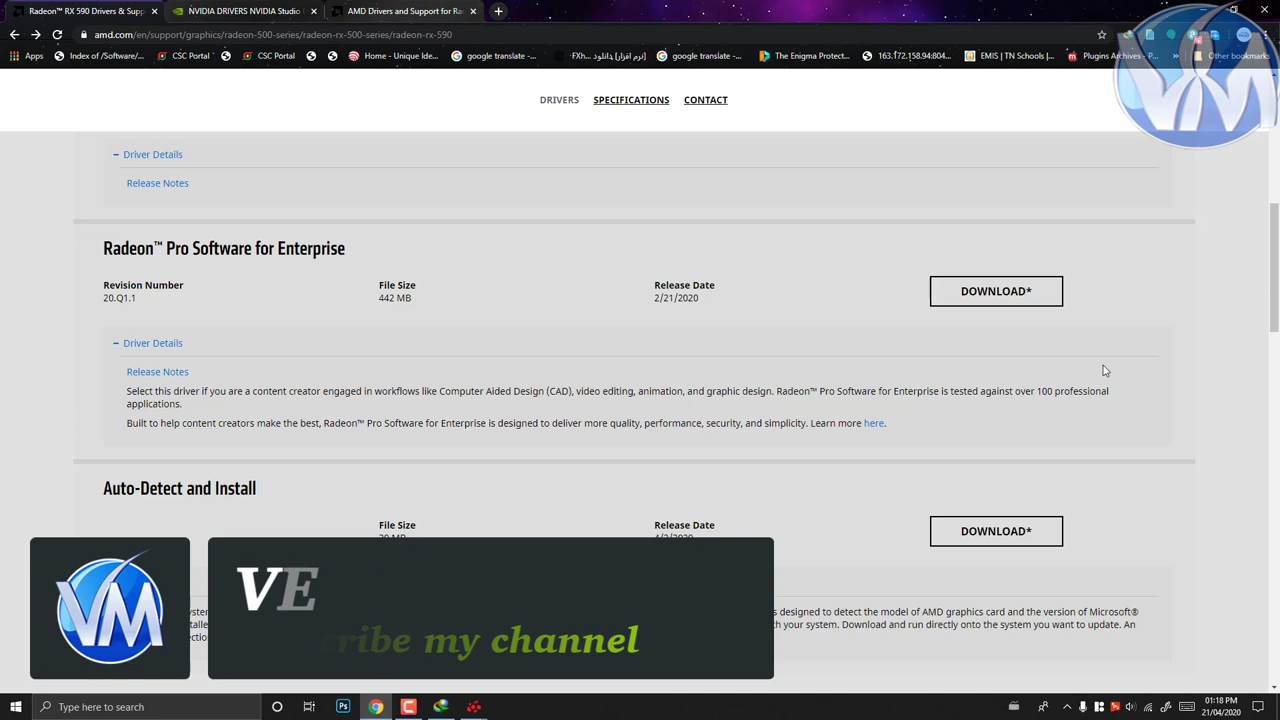 Radeon™ RX 590 Drivers & Supp
NVIDIA DRIVERS NVIDIA Studio
AMD Drivers and Support for Ra
amd.com/en/support/graphics/radeon-500-series/radeon-rx-500-series/radeon-rx-590
Apps
Index of /Software/...
CSC Portal
CSC Portal
Home - Unique Ide...
google translate -...
FXh... [دانلود نرم افزار]
google translate -...
The Enigma Protect...
163.172.158.94:804...
EMIS | TN Schools |...
Plugins Archives - P...
»
Other bookmarks
VM
DRIVERS
SPECIFICATIONS
CONTACT
− Driver Details
Release Notes
Radeon™ Pro Software for Enterprise
Revision Number
20.Q1.1
File Size
442 MB
Release Date
2/21/2020
DOWNLOAD*
− Driver Details
Release Notes
Select this driver if you are a content creator engaged in workflows like Computer Aided Design (CAD), video editing, animation, and graphic design. Radeon™ Pro Software for Enterprise is tested against over 100 professional
applications.
Built to help content creators make the best, Radeon™ Pro Software for Enterprise is designed to deliver more quality, performance, security, and simplicity. Learn more here.
Auto-Detect and Install
File Size
Release Date
DOWNLOAD*
s designed to detect the model of AMD graphics card and the version of Microsoft®
th your system. Download and run directly onto the system you want to update. An
VM
VE
cribe my channel
Type here to search
Ps
01:18 PM
21/04/2020